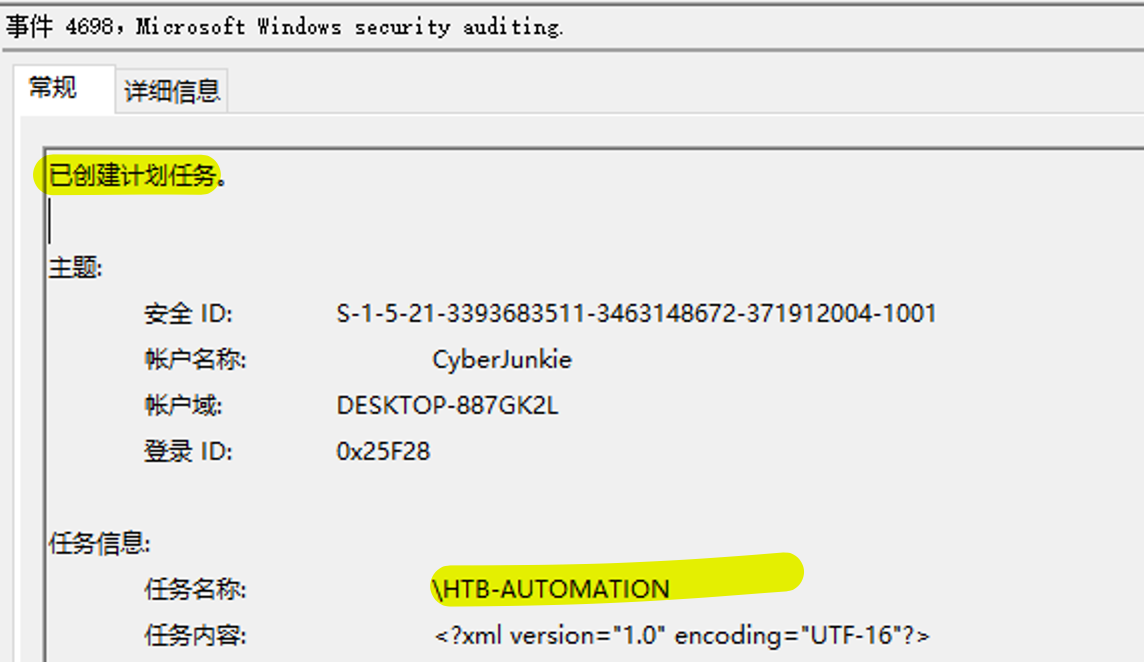 事件 4698，Microsoft Windows security auditing.
常规 详细信息
已创建计划任务。
主题:
安全 ID: S-1-5-21-3393683511-3463148672-371912004-1001
帐户名称: CyberJunkie
帐户域: DESKTOP-887GK2L
登录 ID: 0x25F28
任务信息:
任务名称: \HTB-AUTOMATION
任务内容: <?xml version="1.0" encoding="UTF-16"?>